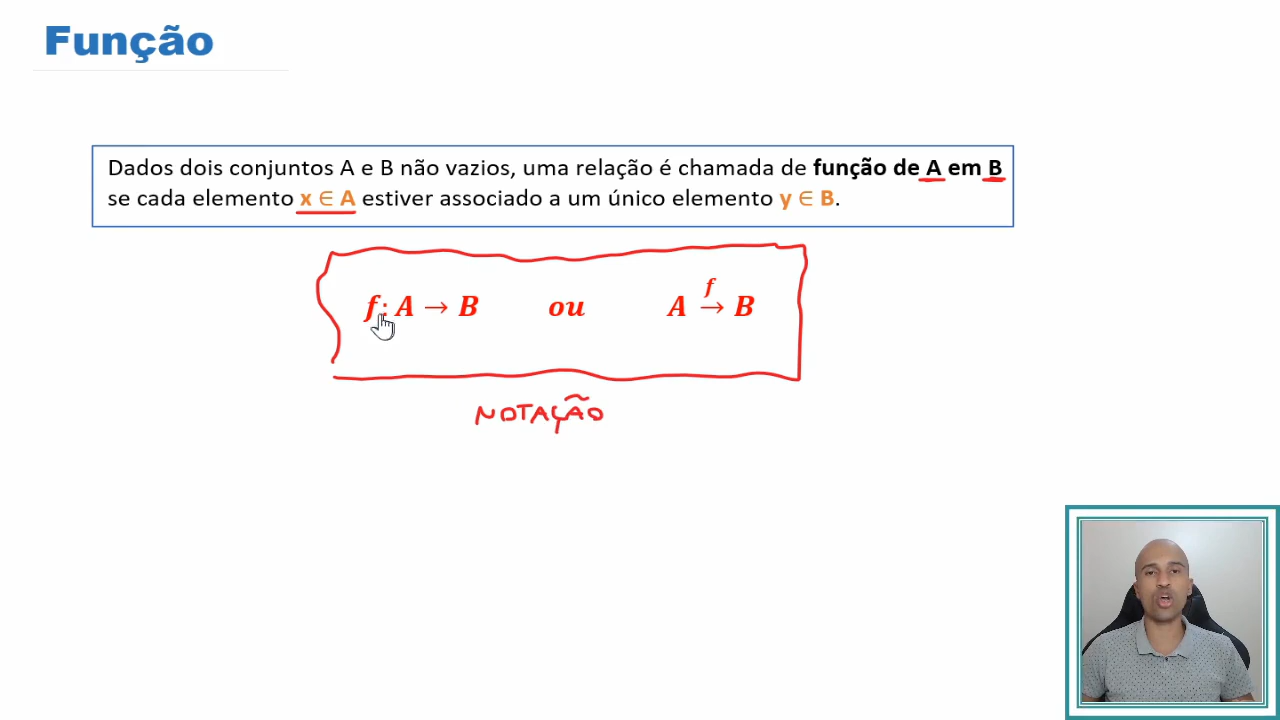 Função
Dados dois conjuntos A e B não vazios, uma relação é chamada de função de A em B
se cada elemento x ∈ A estiver associado a um único elemento y ∈ B.
f
f: A → B ou A → B
NOTAÇÃO